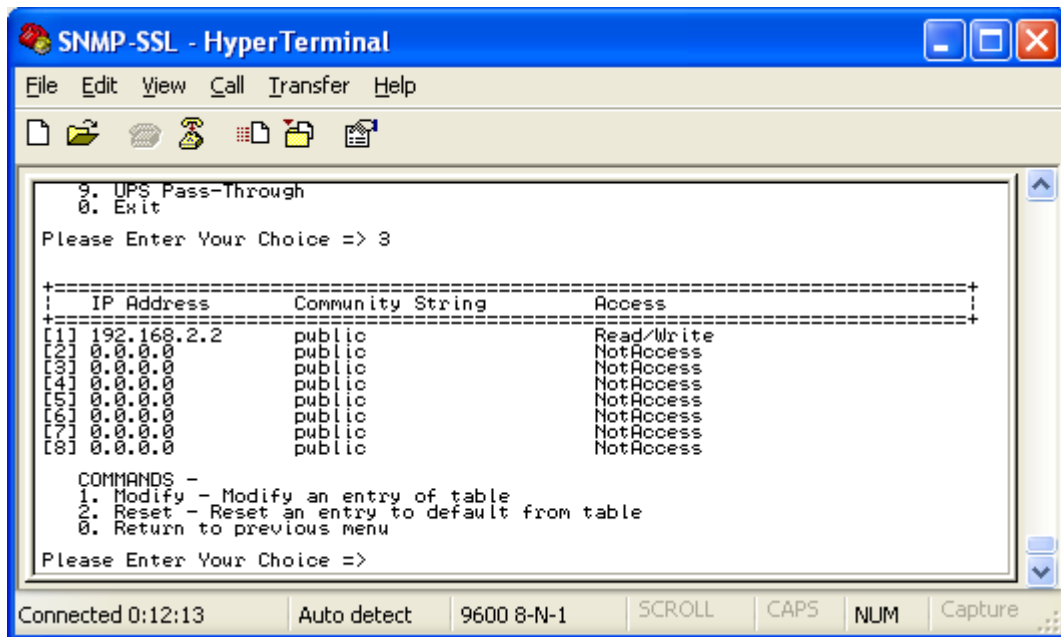 SNMP-SSL - HyperTerminal
File Edit View Call Transfer Help
9. UPS Pass-Through
0. Exit
Please Enter Your Choice => 3
+===========================================================================+
¦ IP Address Community String Access ¦
+===========================================================================+
[1] 192.168.2.2 public Read/Write
[2] 0.0.0.0 public NotAccess
[3] 0.0.0.0 public NotAccess
[4] 0.0.0.0 public NotAccess
[5] 0.0.0.0 public NotAccess
[6] 0.0.0.0 public NotAccess
[7] 0.0.0.0 public NotAccess
[8] 0.0.0.0 public NotAccess
COMMANDS -
1. Modify - Modify an entry of table
2. Reset - Reset an entry to default from table
0. Return to previous menu
Please Enter Your Choice =>
Connected 0:12:13 Auto detect 9600 8-N-1 SCROLL CAPS NUM Capture